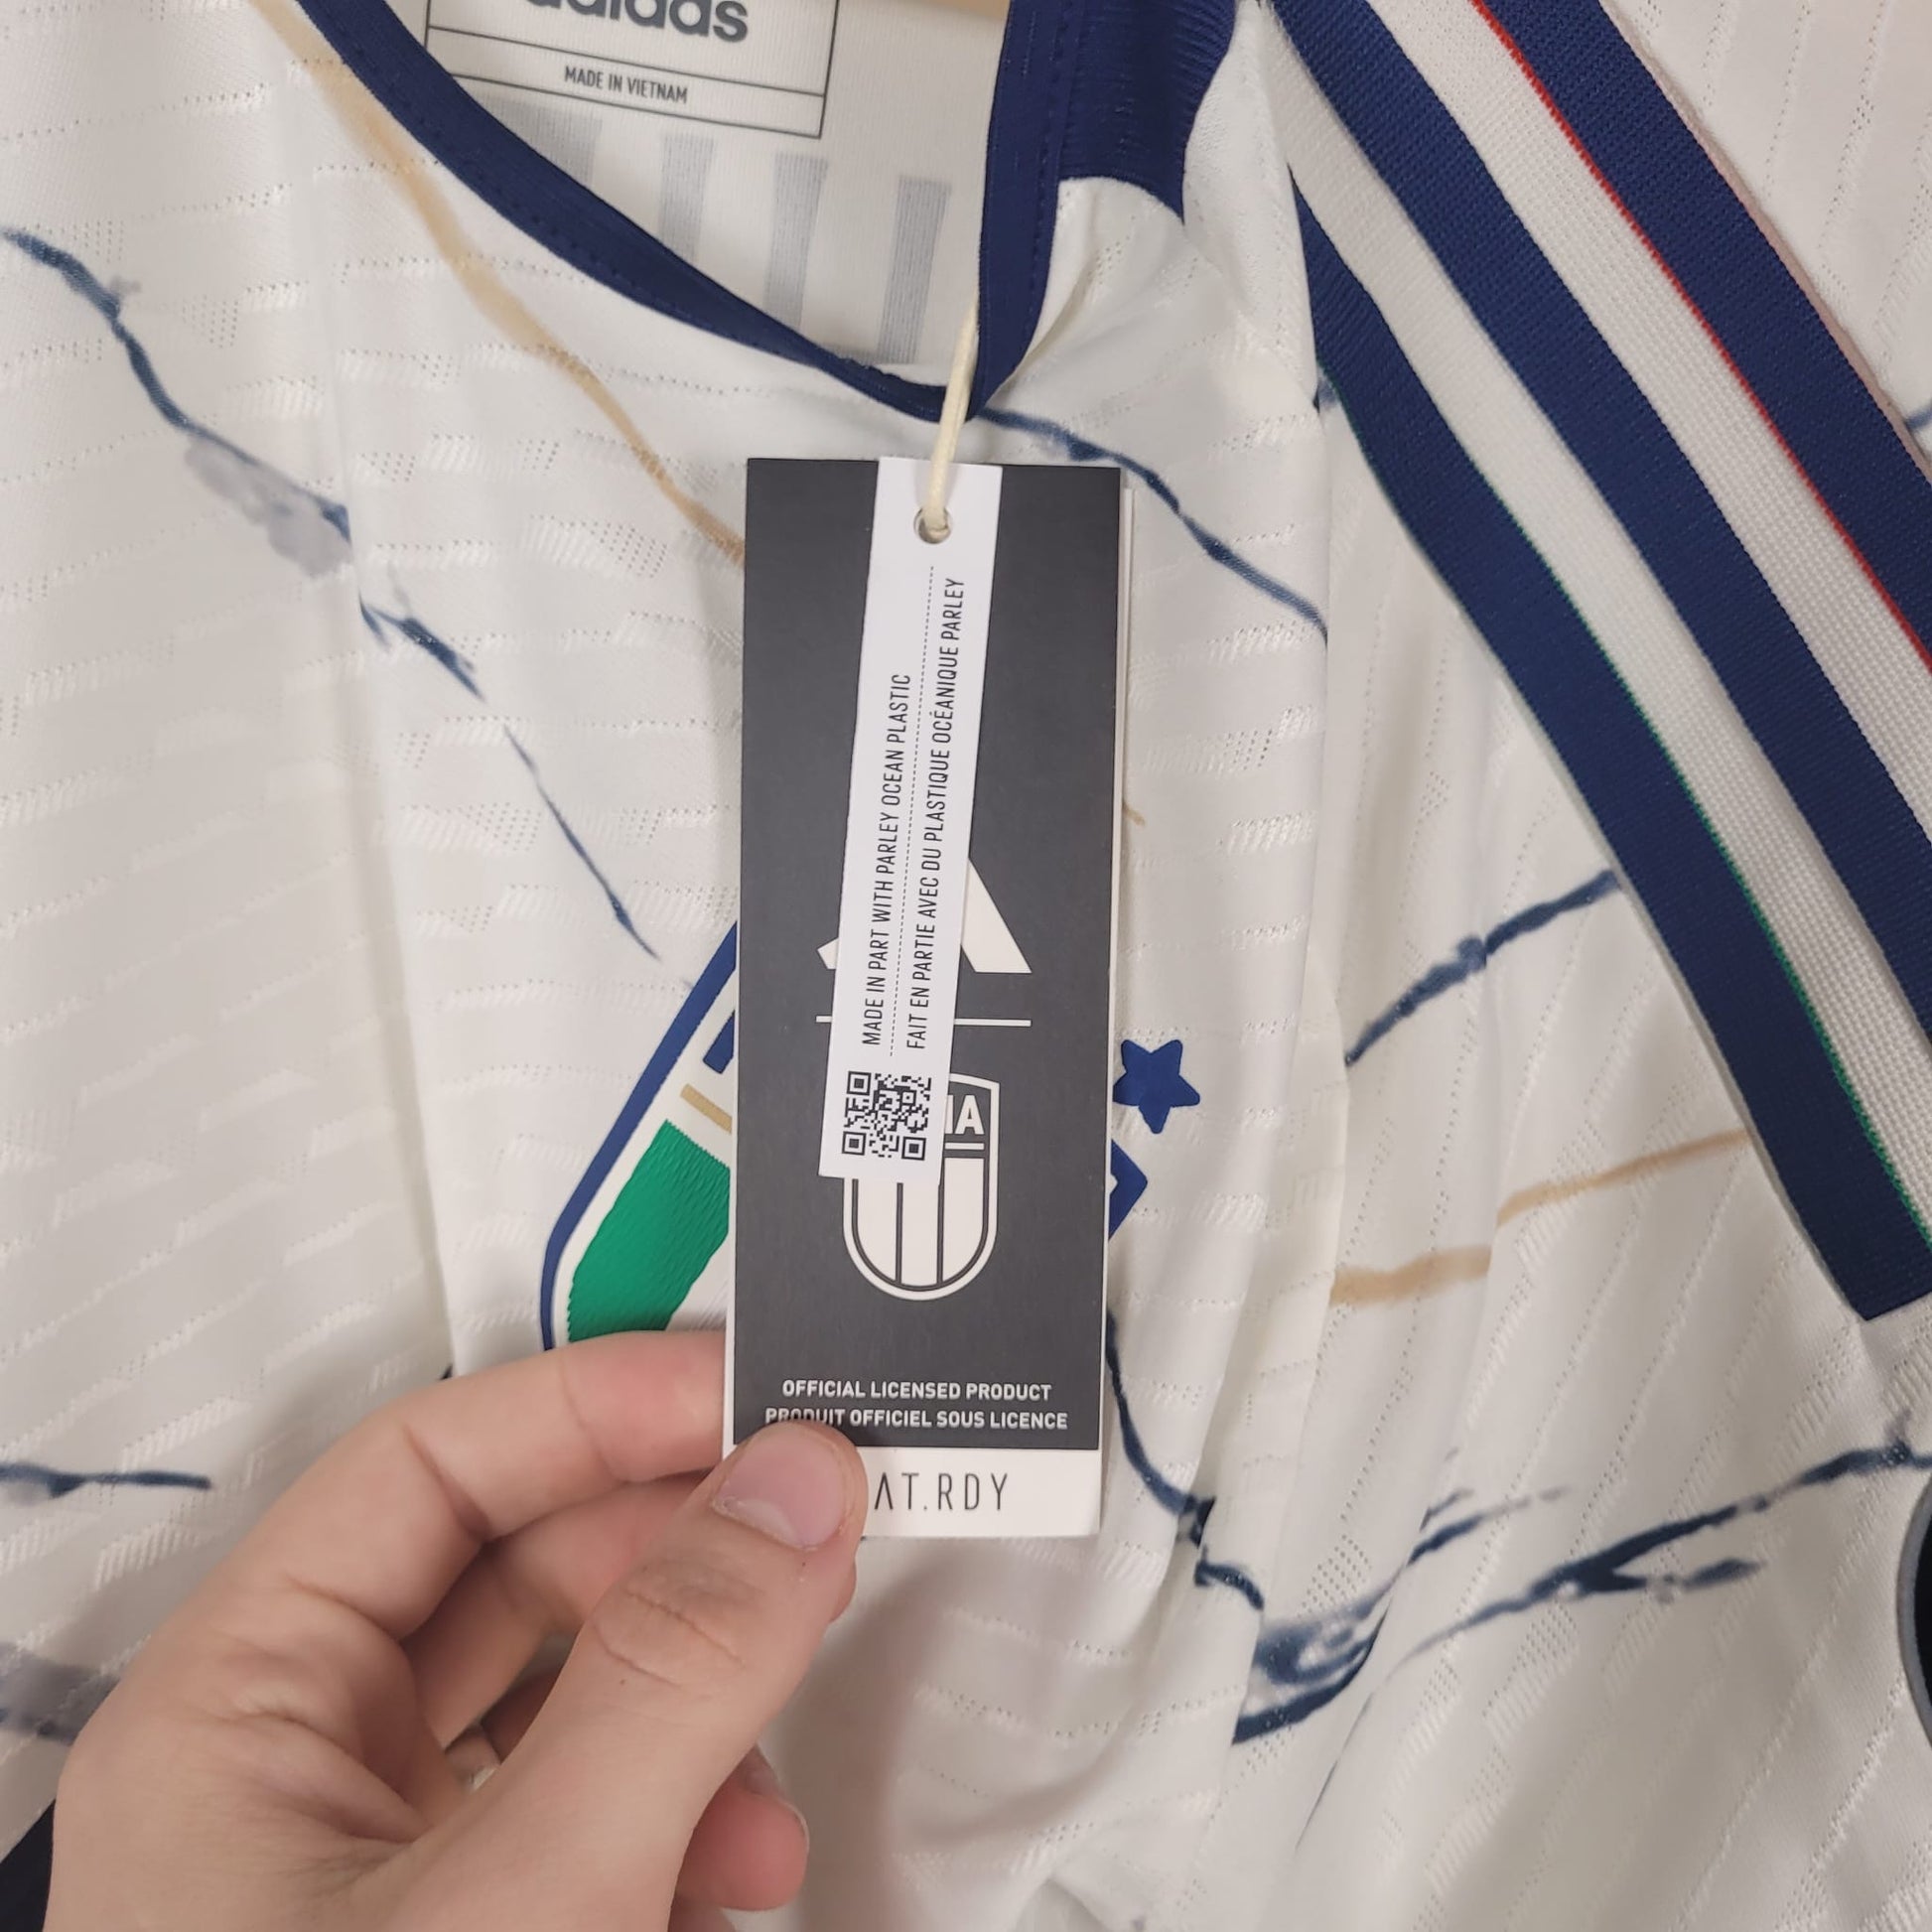 adidas
MADE IN VIETNAM
MADE IN PART WITH PARLEY OCEAN PLASTIC
FAIT EN PARTIE AVEC DU PLASTIQUE OCÉANIQUE PARLEY
IA
OFFICIAL LICENSED PRODUCT
PRODUIT OFFICIEL SOUS LICENCE
AT.RDY